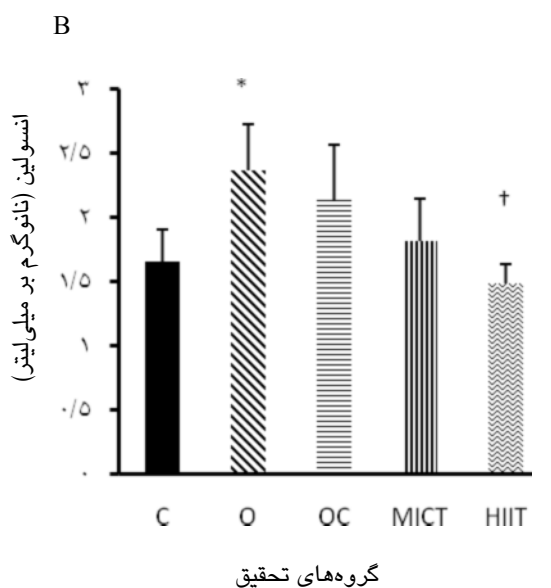 B
انسولین (نانوگرم بر میلی‌لیتر)
۳
۲/۵
۲
۱/۵
۱
۰/۵
۰
*
†
C O OC MICT HIIT
گروه‌های تحقیق